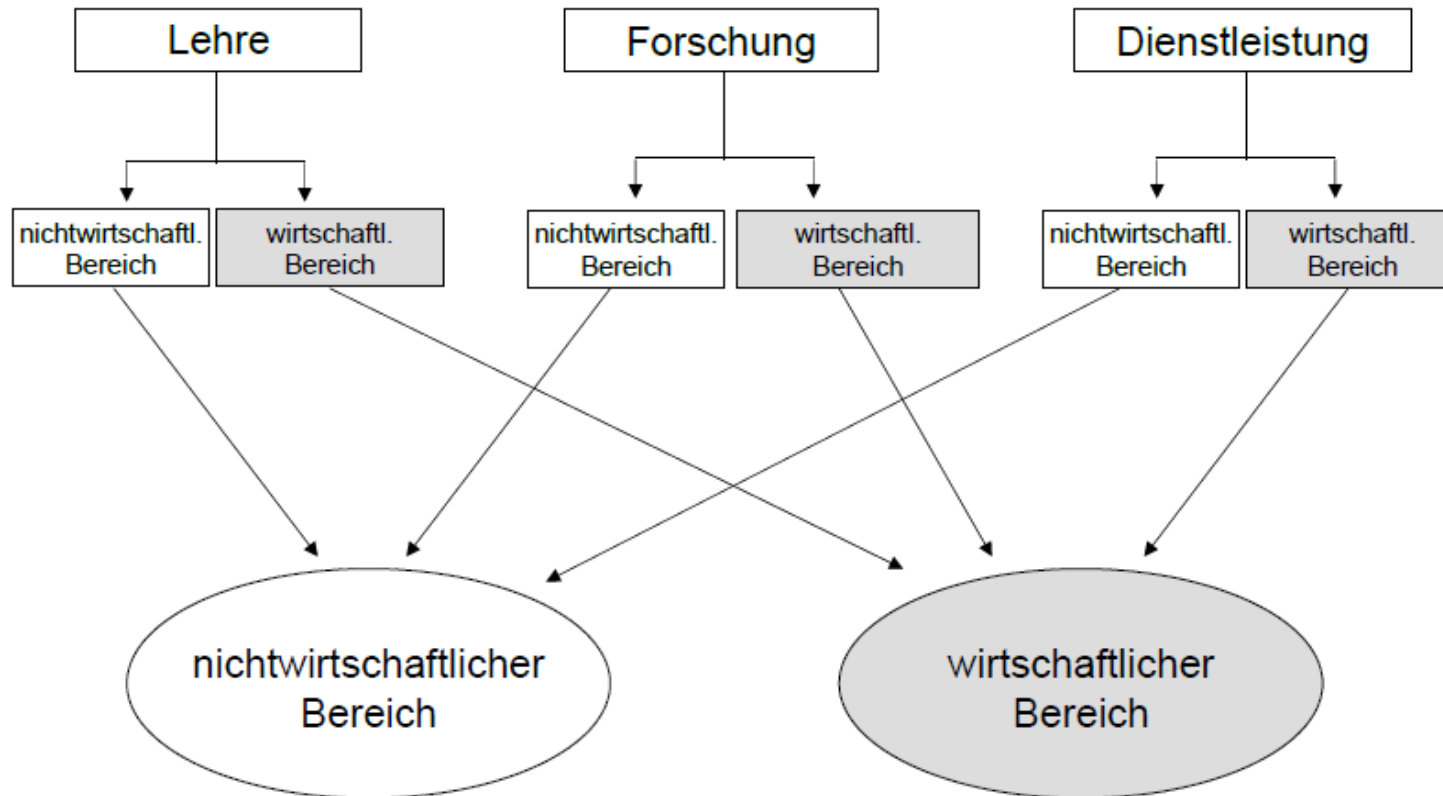 Lehre
Forschung
Dienstleistung
nichtwirtschaftl.
Bereich
wirtschaftl.
Bereich
nichtwirtschaftl.
Bereich
wirtschaftl.
Bereich
nichtwirtschaftl.
Bereich
wirtschaftl.
Bereich
nichtwirtschaftlicher
Bereich
wirtschaftlicher
Bereich